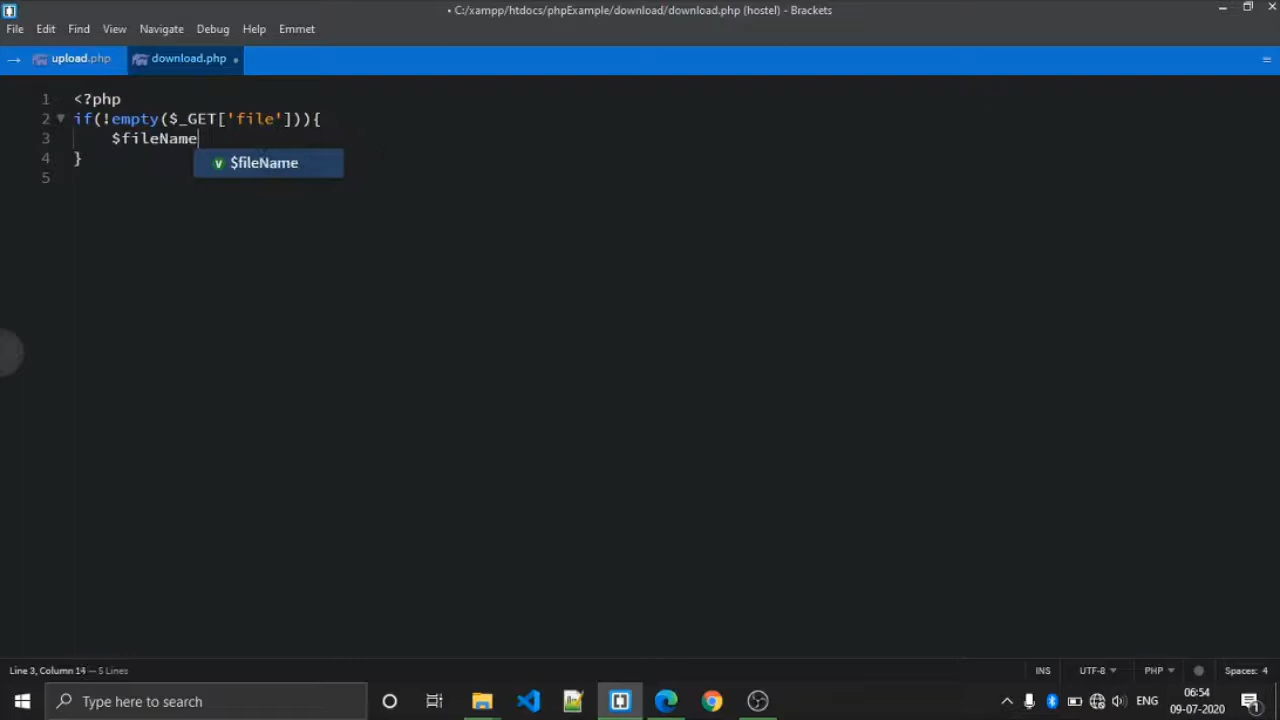 • C:/xampp/htdocs/phpExample/download/download.php (hostel) - Brackets
File Edit Find View Navigate Debug Help Emmet
→ upload.php download.php •
1 <?php
2 if(!empty($_GET['file'])){
3 $fileName
4 }
v $fileName
5
Line 3, Column 14 — 5 Lines
INS UTF-8 PHP Spaces: 4
Type here to search
ENG
06:54
09-07-2020
1